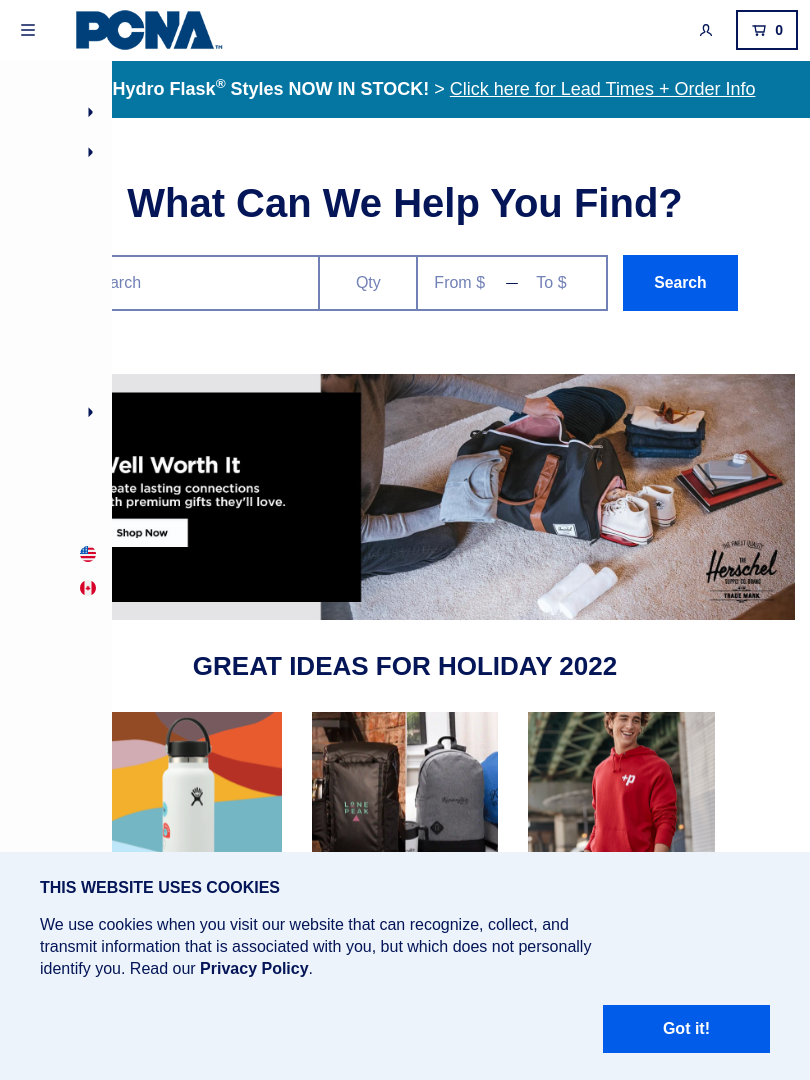 PCNA™
0
Hydro Flask® Styles NOW IN STOCK! > Click here for Lead Times + Order Info
What Can We Help You Find?
arch Qty From $ — To $ Search
Well Worth It
eate lasting connections
th premium gifts they'll love.
Shop Now
THE FINEST QUALITY
THE
Herschel
SUPPLY CO. BRAND
TRADE MARK
GREAT IDEAS FOR HOLIDAY 2022
LONE
PEAK
+P
THIS WEBSITE USES COOKIES
We use cookies when you visit our website that can recognize, collect, and
transmit information that is associated with you, but which does not personally
identify you. Read our Privacy Policy.
Got it!